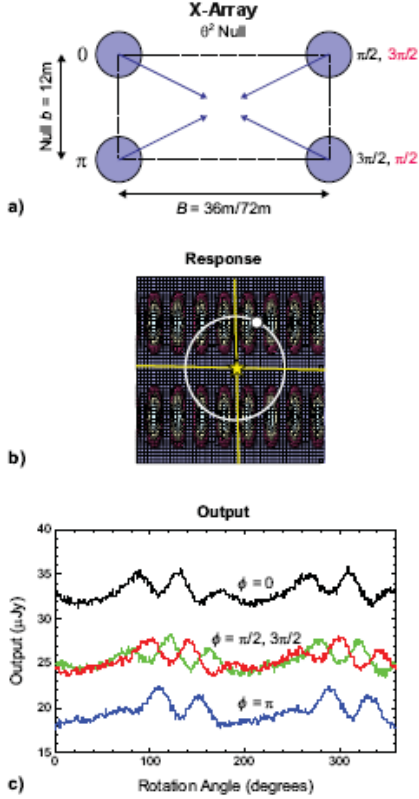 X-Array
θ² Null
0
π/2, 3π/2
Null b = 12m
π
3π/2, π/2
B = 36m/72m
a)
Response
b)
Output
40
35
30
25
20
15
Output (μJy)
ϕ = 0
ϕ = π/2, 3π/2
ϕ = π
0
100
200
300
c)
Rotation Angle (degrees)